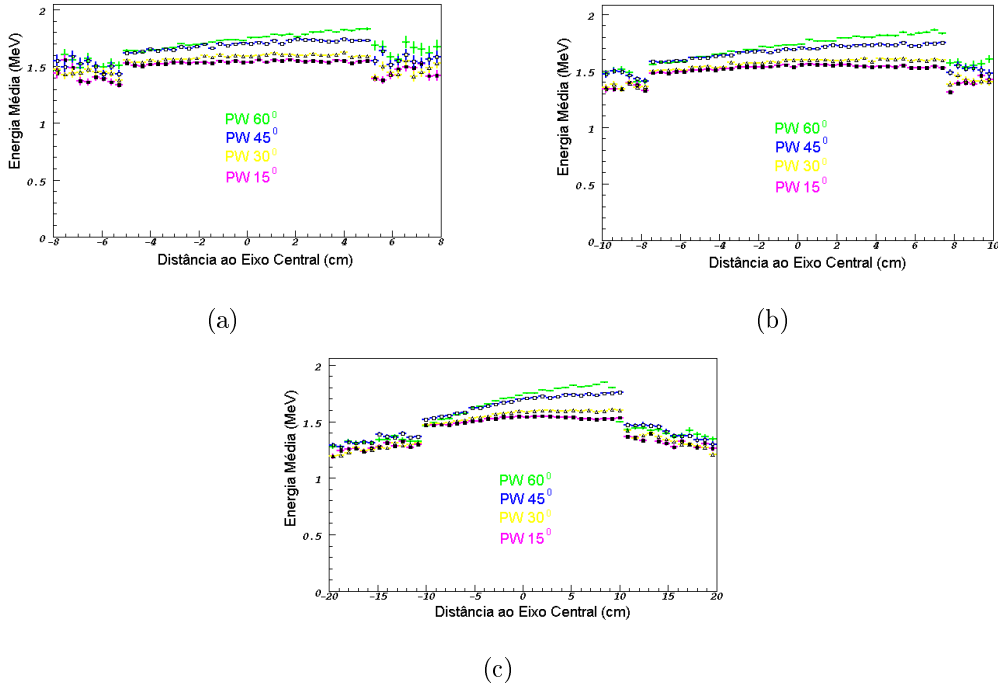 Energia Média (MeV)
2
1.5
1
0.5
0
PW 60⁰
PW 45⁰
PW 30⁰
PW 15⁰
-8 -6 -4 -2 0 2 4 6 8
Distância ao Eixo Central (cm)
(a)
Energia Média (MeV)
2
1.5
1
0.5
0
PW 60⁰
PW 45⁰
PW 30⁰
PW 15⁰
-10 -8 -6 -4 -2 0 2 4 6 8 10
Distância ao Eixo Central (cm)
(b)
Energia Média (MeV)
2
1.5
1
0.5
0
PW 60⁰
PW 45⁰
PW 30⁰
PW 15⁰
-20 -15 -10 -5 0 5 10 15 20
Distância ao Eixo Central (cm)
(c)